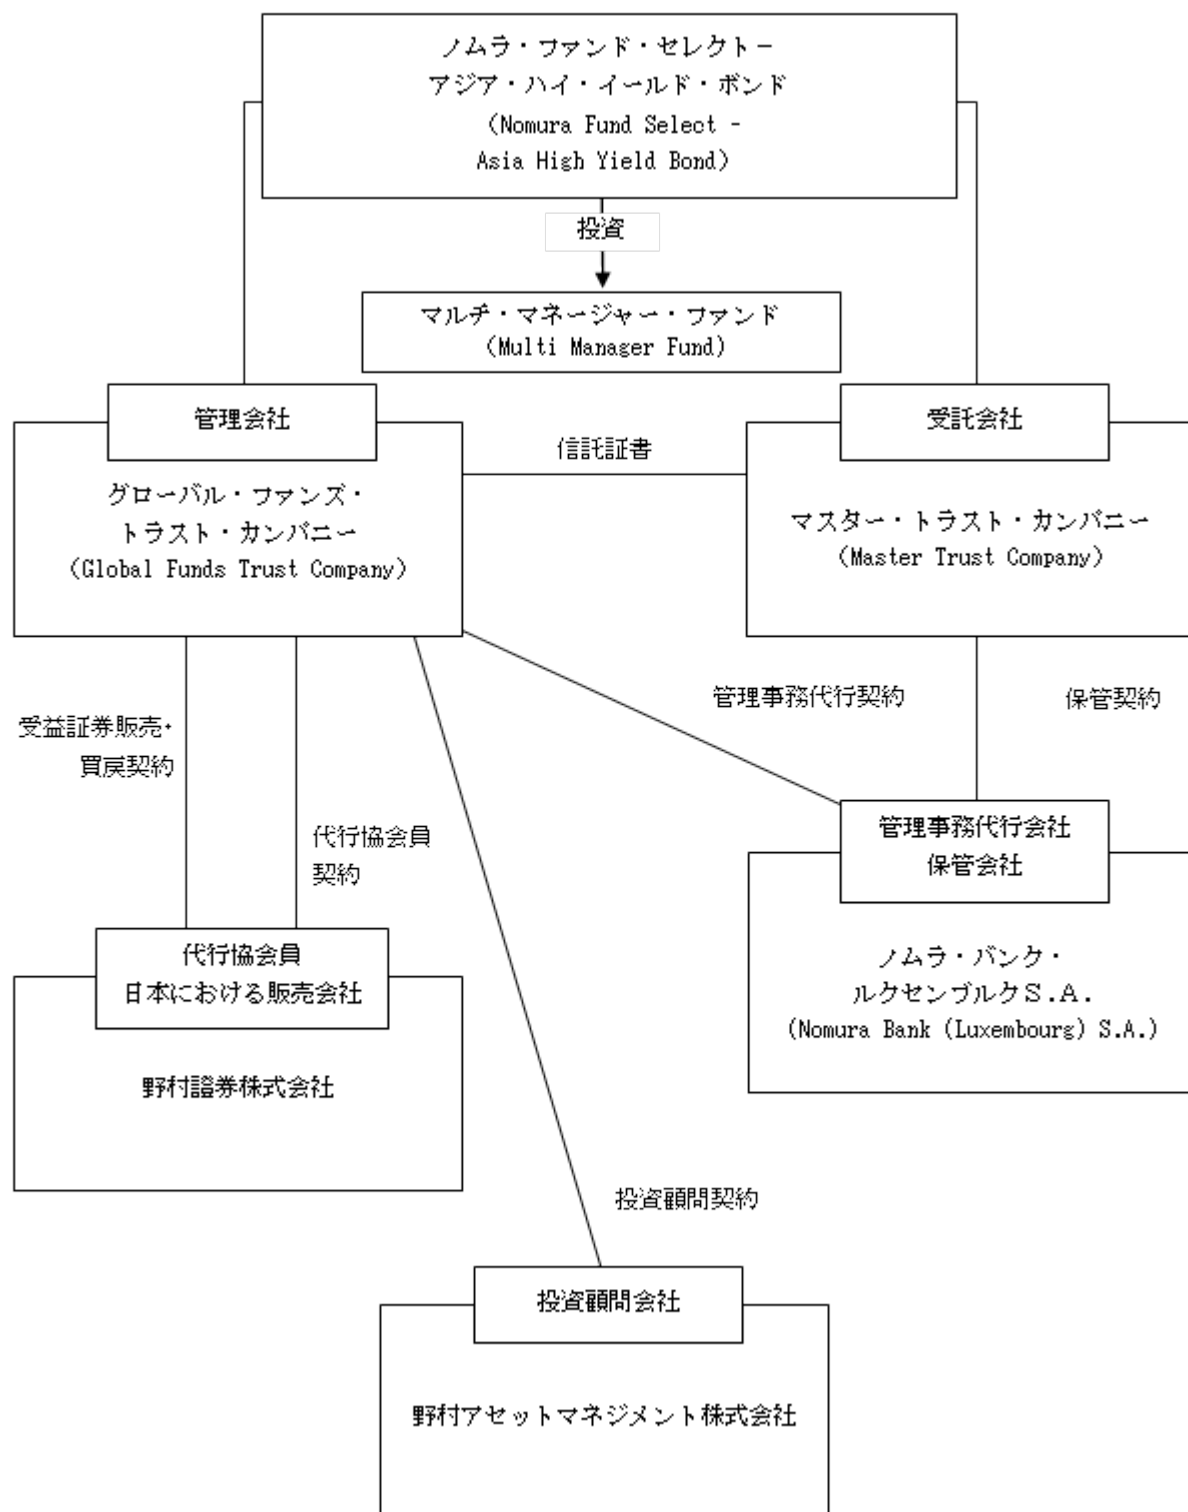 ノムラ・ファンド・セレクト－
アジア・ハイ・イールド・ボンド
(Nomura Fund Select -
Asia High Yield Bond)
投資
マルチ・マネージャー・ファンド
(Multi Manager Fund)
管理会社
受託会社
信託証書
グローバル・ファンズ・
トラスト・カンパニー
(Global Funds Trust Company)
マスター・トラスト・カンパニー
(Master Trust Company)
管理事務代行契約
保管契約
受益証券販売・
買戻契約
代行協会員
契約
管理事務代行会社
保管会社
代行協会員
日本における販売会社
ノムラ・バンク・
ルクセンブルクＳ.Ａ.
(Nomura Bank (Luxembourg) S.A.)
野村證券株式会社
投資顧問契約
投資顧問会社
野村アセットマネジメント株式会社